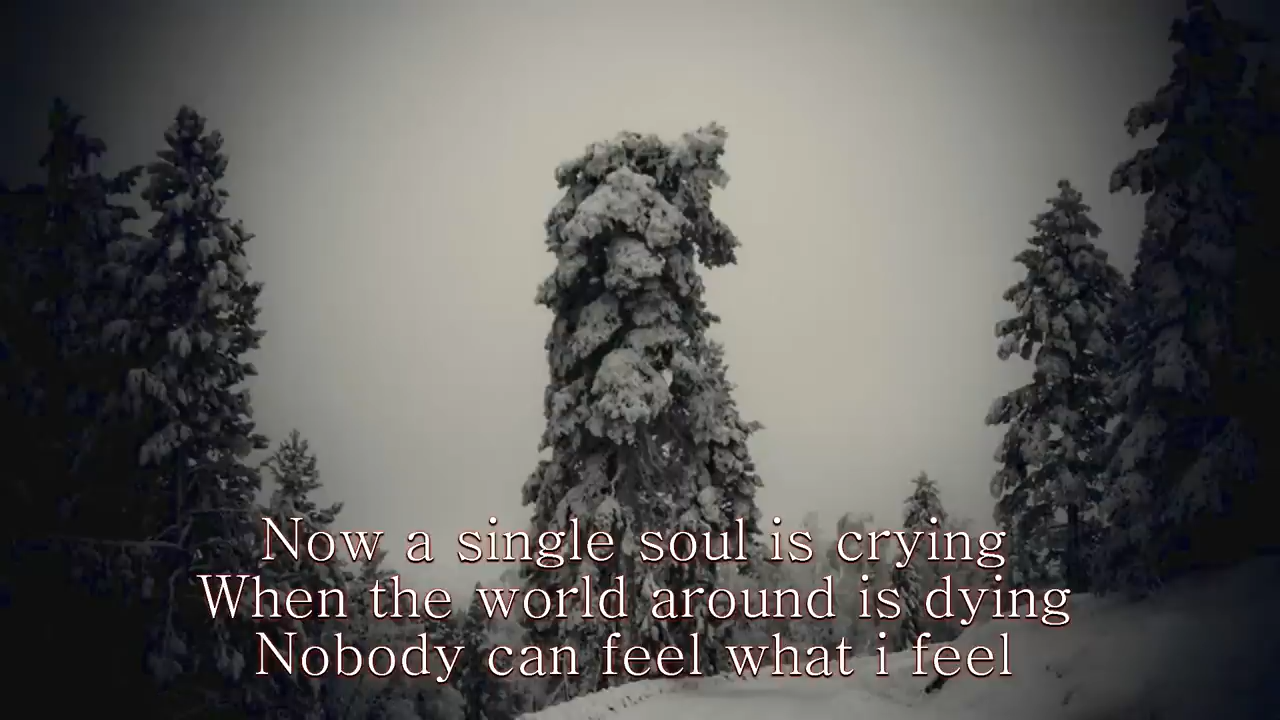 Now a single soul is crying
When the world around is dying
Nobody can feel what i feel